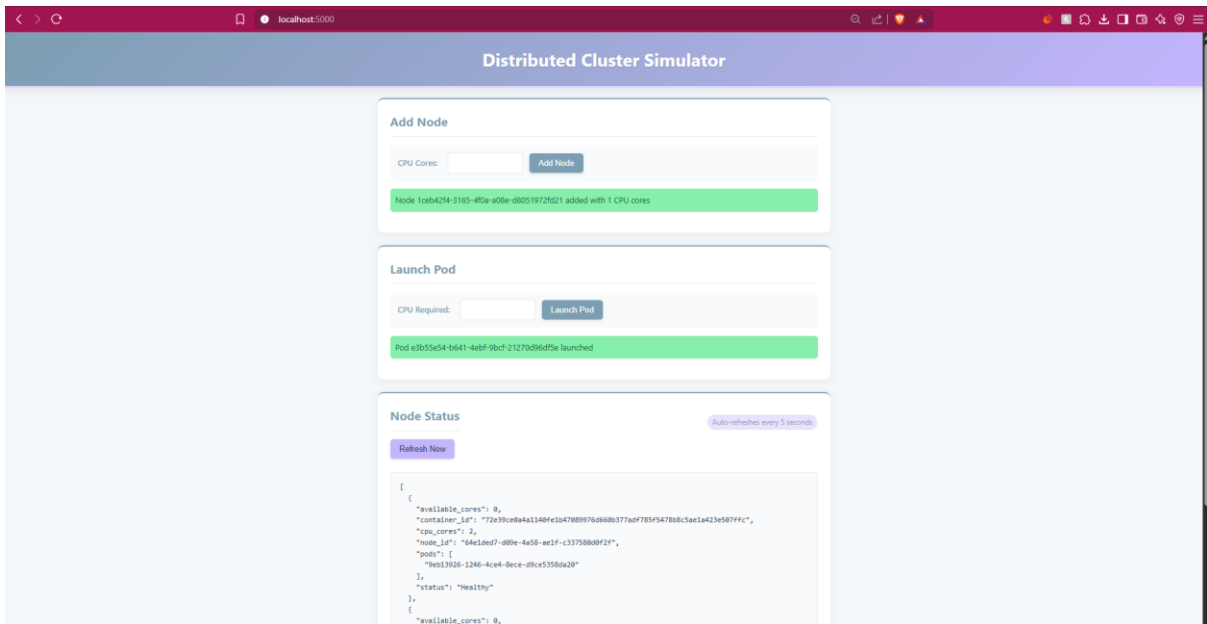 localhost:5000
Distributed Cluster Simulator
Add Node
CPU Cores:
Add Node
Node 1ceb42f4-3165-4f0a-a08e-d8051972fd21 added with 1 CPU cores
Launch Pod
CPU Required:
Launch Pod
Pod e3b55e54-b641-4ebf-9bcf-21270d96df5e launched
Node Status
Auto-refreshes every 5 seconds
Refresh Now
[
{
"available_cores": 0,
"container_id": "72e39ce0a4a1140fe1b47089976d660b377adf785f5478b8c5ae1a423e507ffc",
"cpu_cores": 2,
"node_id": "64e1ded7-d09e-4a58-ae1f-c337580d0f2f",
"pods": [
"9eb13926-1246-4ce4-8ece-d9ce5358da20"
],
"status": "Healthy"
},
{
"available_cores": 0,